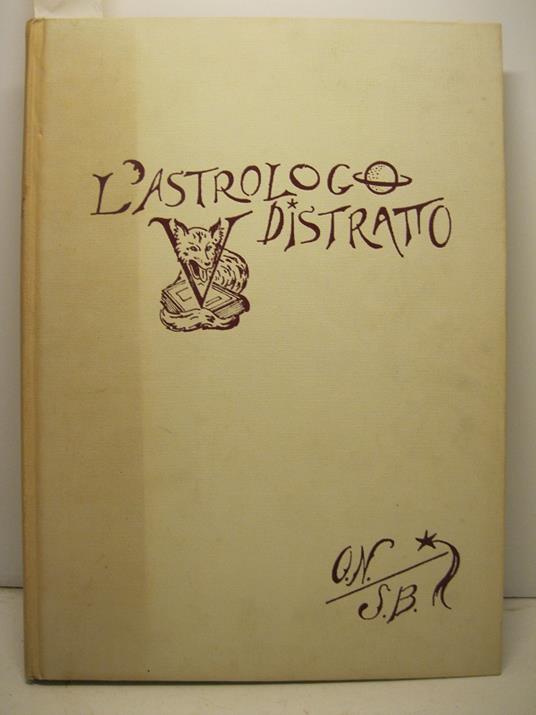 L'ASTROLOGO
DISTRATTO
V
O.N.
S.B.